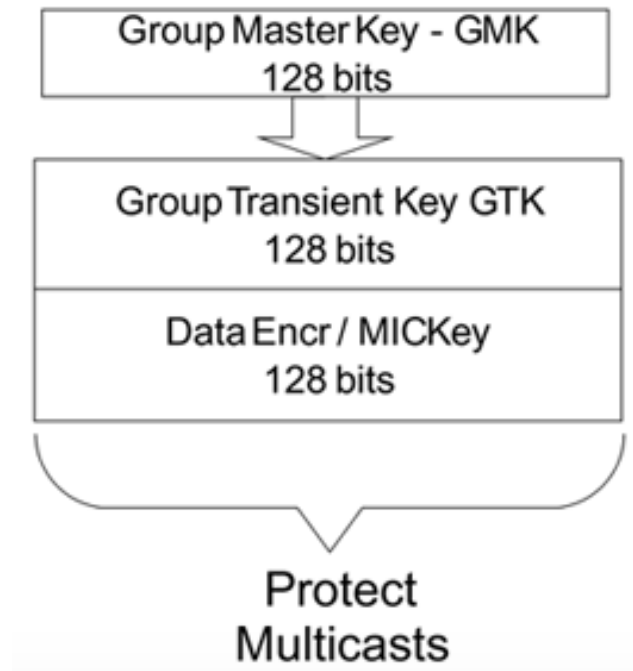 Group Master Key - GMK
128 bits
Group Transient Key GTK
128 bits
Data Encr / MICKey
128 bits
Protect
Multicasts